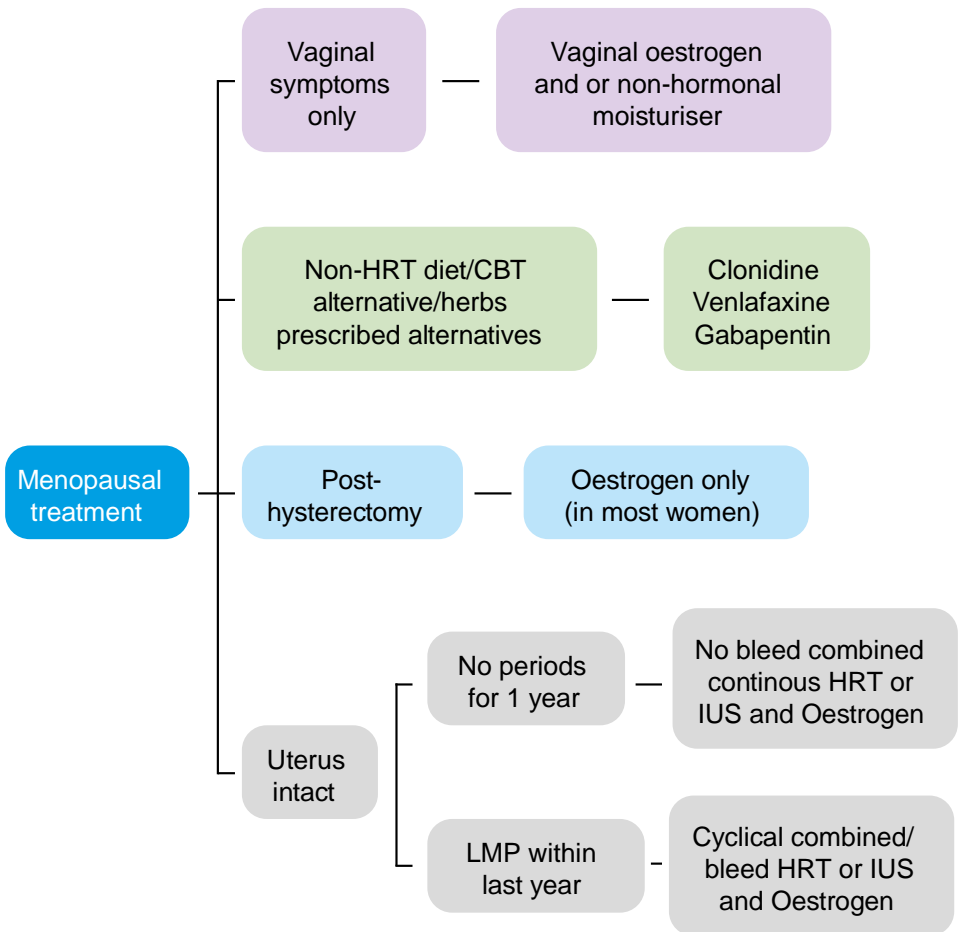 Vaginal
symptoms
only
Vaginal oestrogen
and or non-hormonal
moisturiser
Non-HRT diet/CBT
alternative/herbs
prescribed alternatives
Clonidine
Venlafaxine
Gabapentin
Menopausal
treatment
Post-
hysterectomy
Oestrogen only
(in most women)
Uterus
intact
No periods
for 1 year
No bleed combined
continous HRT or
IUS and Oestrogen
LMP within
last year
Cyclical combined/
bleed HRT or IUS
and Oestrogen